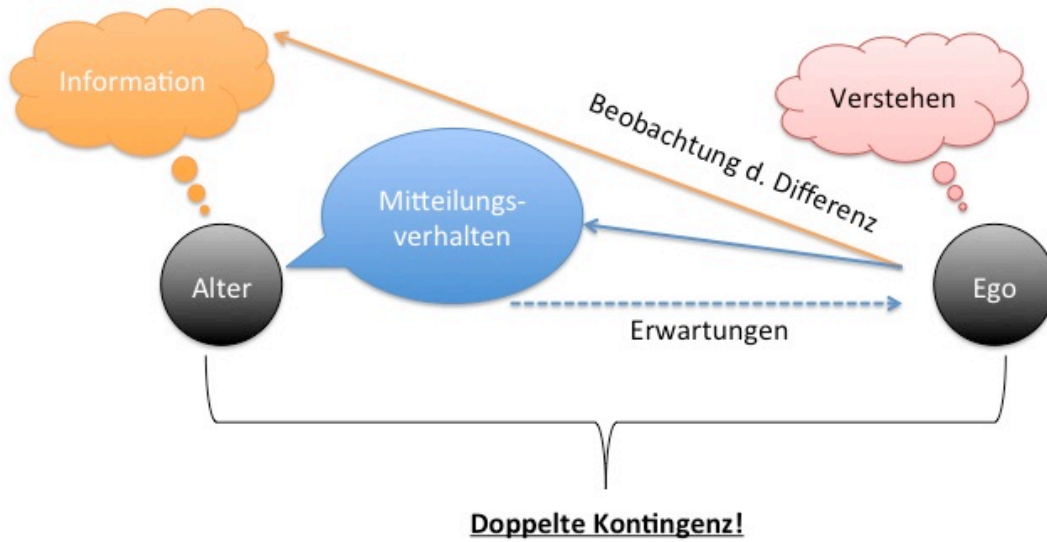 Information
Verstehen
Beobachtung d. Differenz
Mitteilungs-
verhalten
Alter
Ego
Erwartungen
Doppelte Kontingenz!